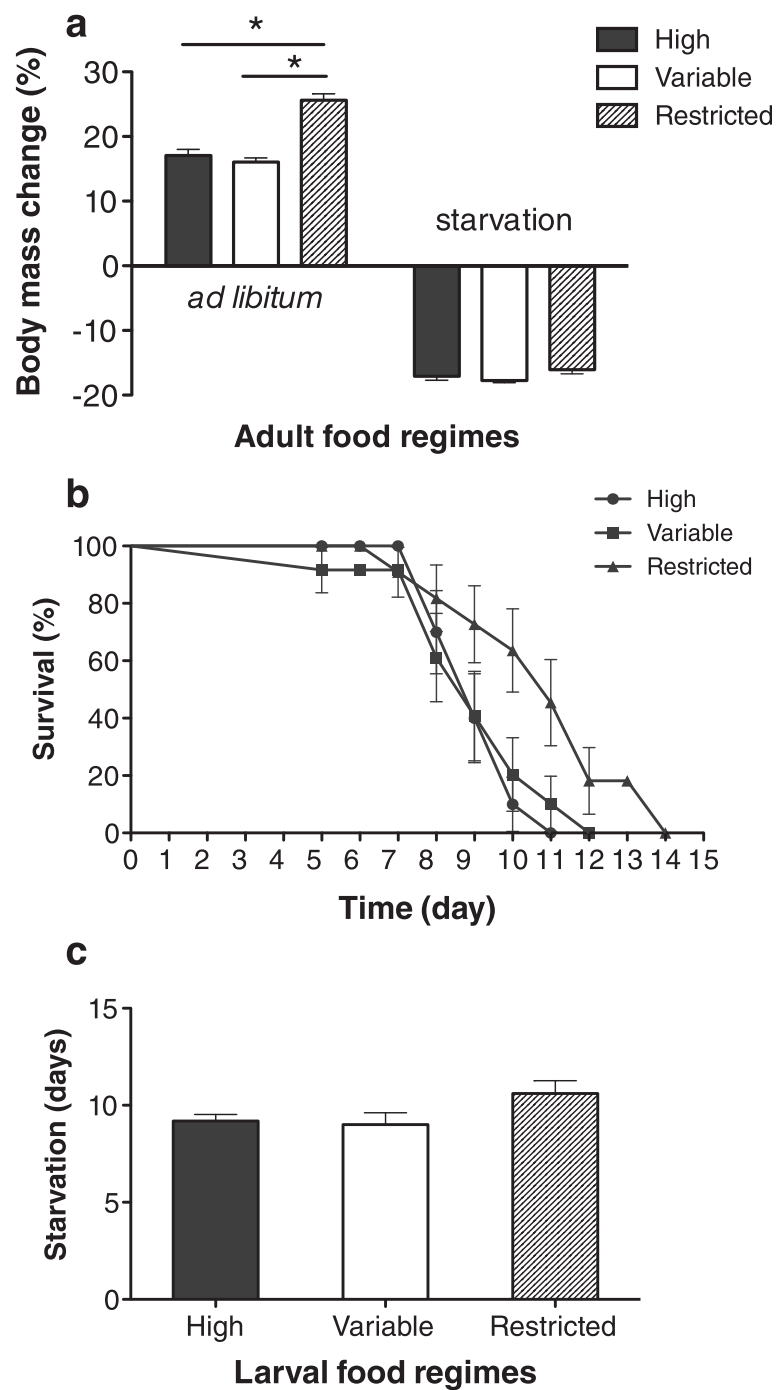 a
*
*
High
Variable
Restricted
Body mass change (%)
30
20
10
0
-10
-20
starvation
ad libitum
Adult food regimes
b
High
Variable
Restricted
Survival (%)
100
80
60
40
20
0
0 1 2 3 4 5 6 7 8 9 10 11 12 13 14 15
Time (day)
c
Starvation (days)
15
10
5
0
High Variable Restricted
Larval food regimes